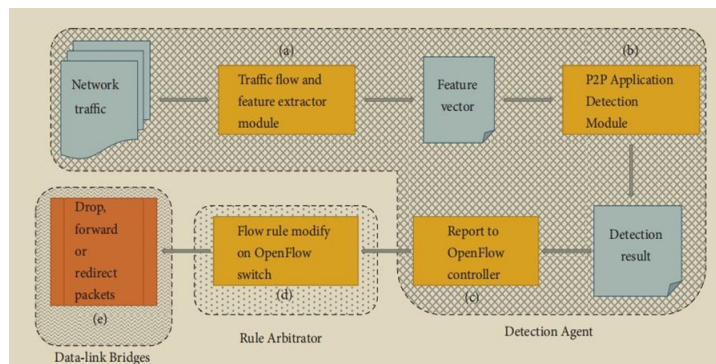 (a)
(b)
Network
traffic
Traffic flow and
feature extractor
module
Feature
vector
P2P Application
Detection
Module
Drop,
forward
or
redirect
packets
(e)
Flow rule modify
on OpenFlow
switch
(d)
Report to
OpenFlow
controller
(c)
Detection
result
Data-link Bridges
Rule Arbitrator
Detection Agent